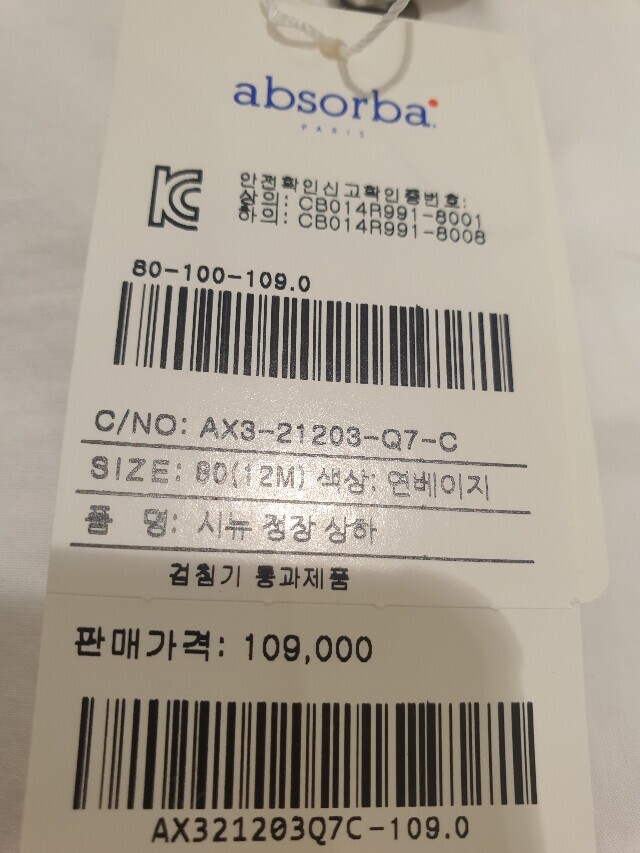 absorba
PARIS
안전확인신고확인증번호:
상의: CB014R991-8001
하의: CB014R991-8008
80-100-109.0
C/NO: AX3-21203-Q7-C
SIZE: 80(12M) 색상: 연베이지
품 명: 시뉴 정장 상하
검침기 통과제품
판매가격: 109,000
AX321203Q7C-109.0